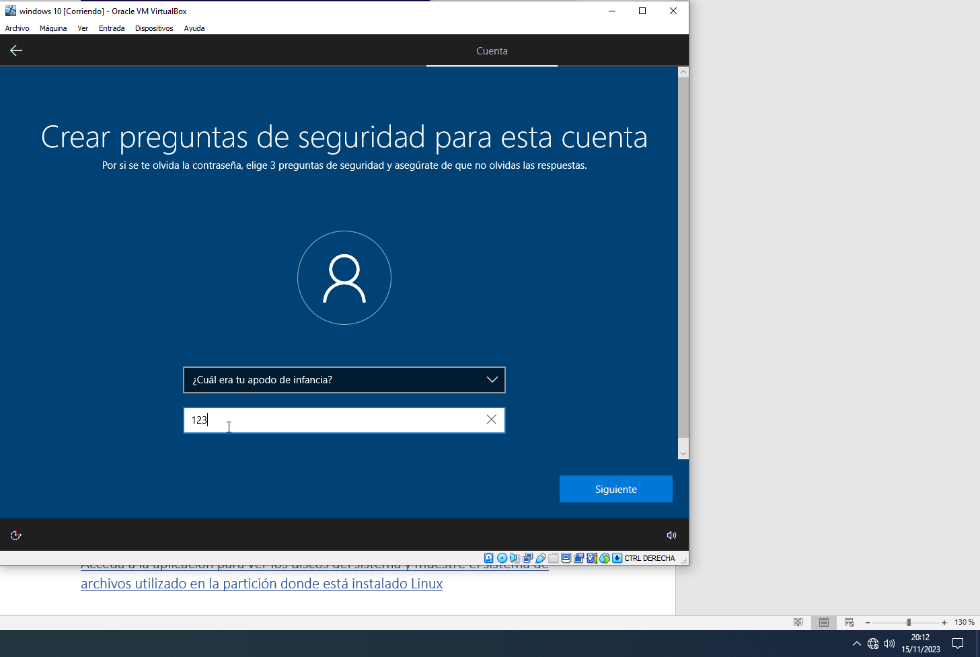 windows 10 [Corriendo] - Oracle VM VirtualBox
Archivo Máquina Ver Entrada Dispositivos Ayuda
Cuenta
Crear preguntas de seguridad para esta cuenta
Por si se te olvida la contraseña, elige 3 preguntas de seguridad y asegúrate de que no olvidas las respuestas.
¿Cuál era tu apodo de infancia?
123
Siguiente
CTRL DERECHA
Acceda a la aplicación para ver los discos del sistema y muestre el sistema de
archivos utilizado en la partición donde está instalado Linux
130 %
20:12
15/11/2023